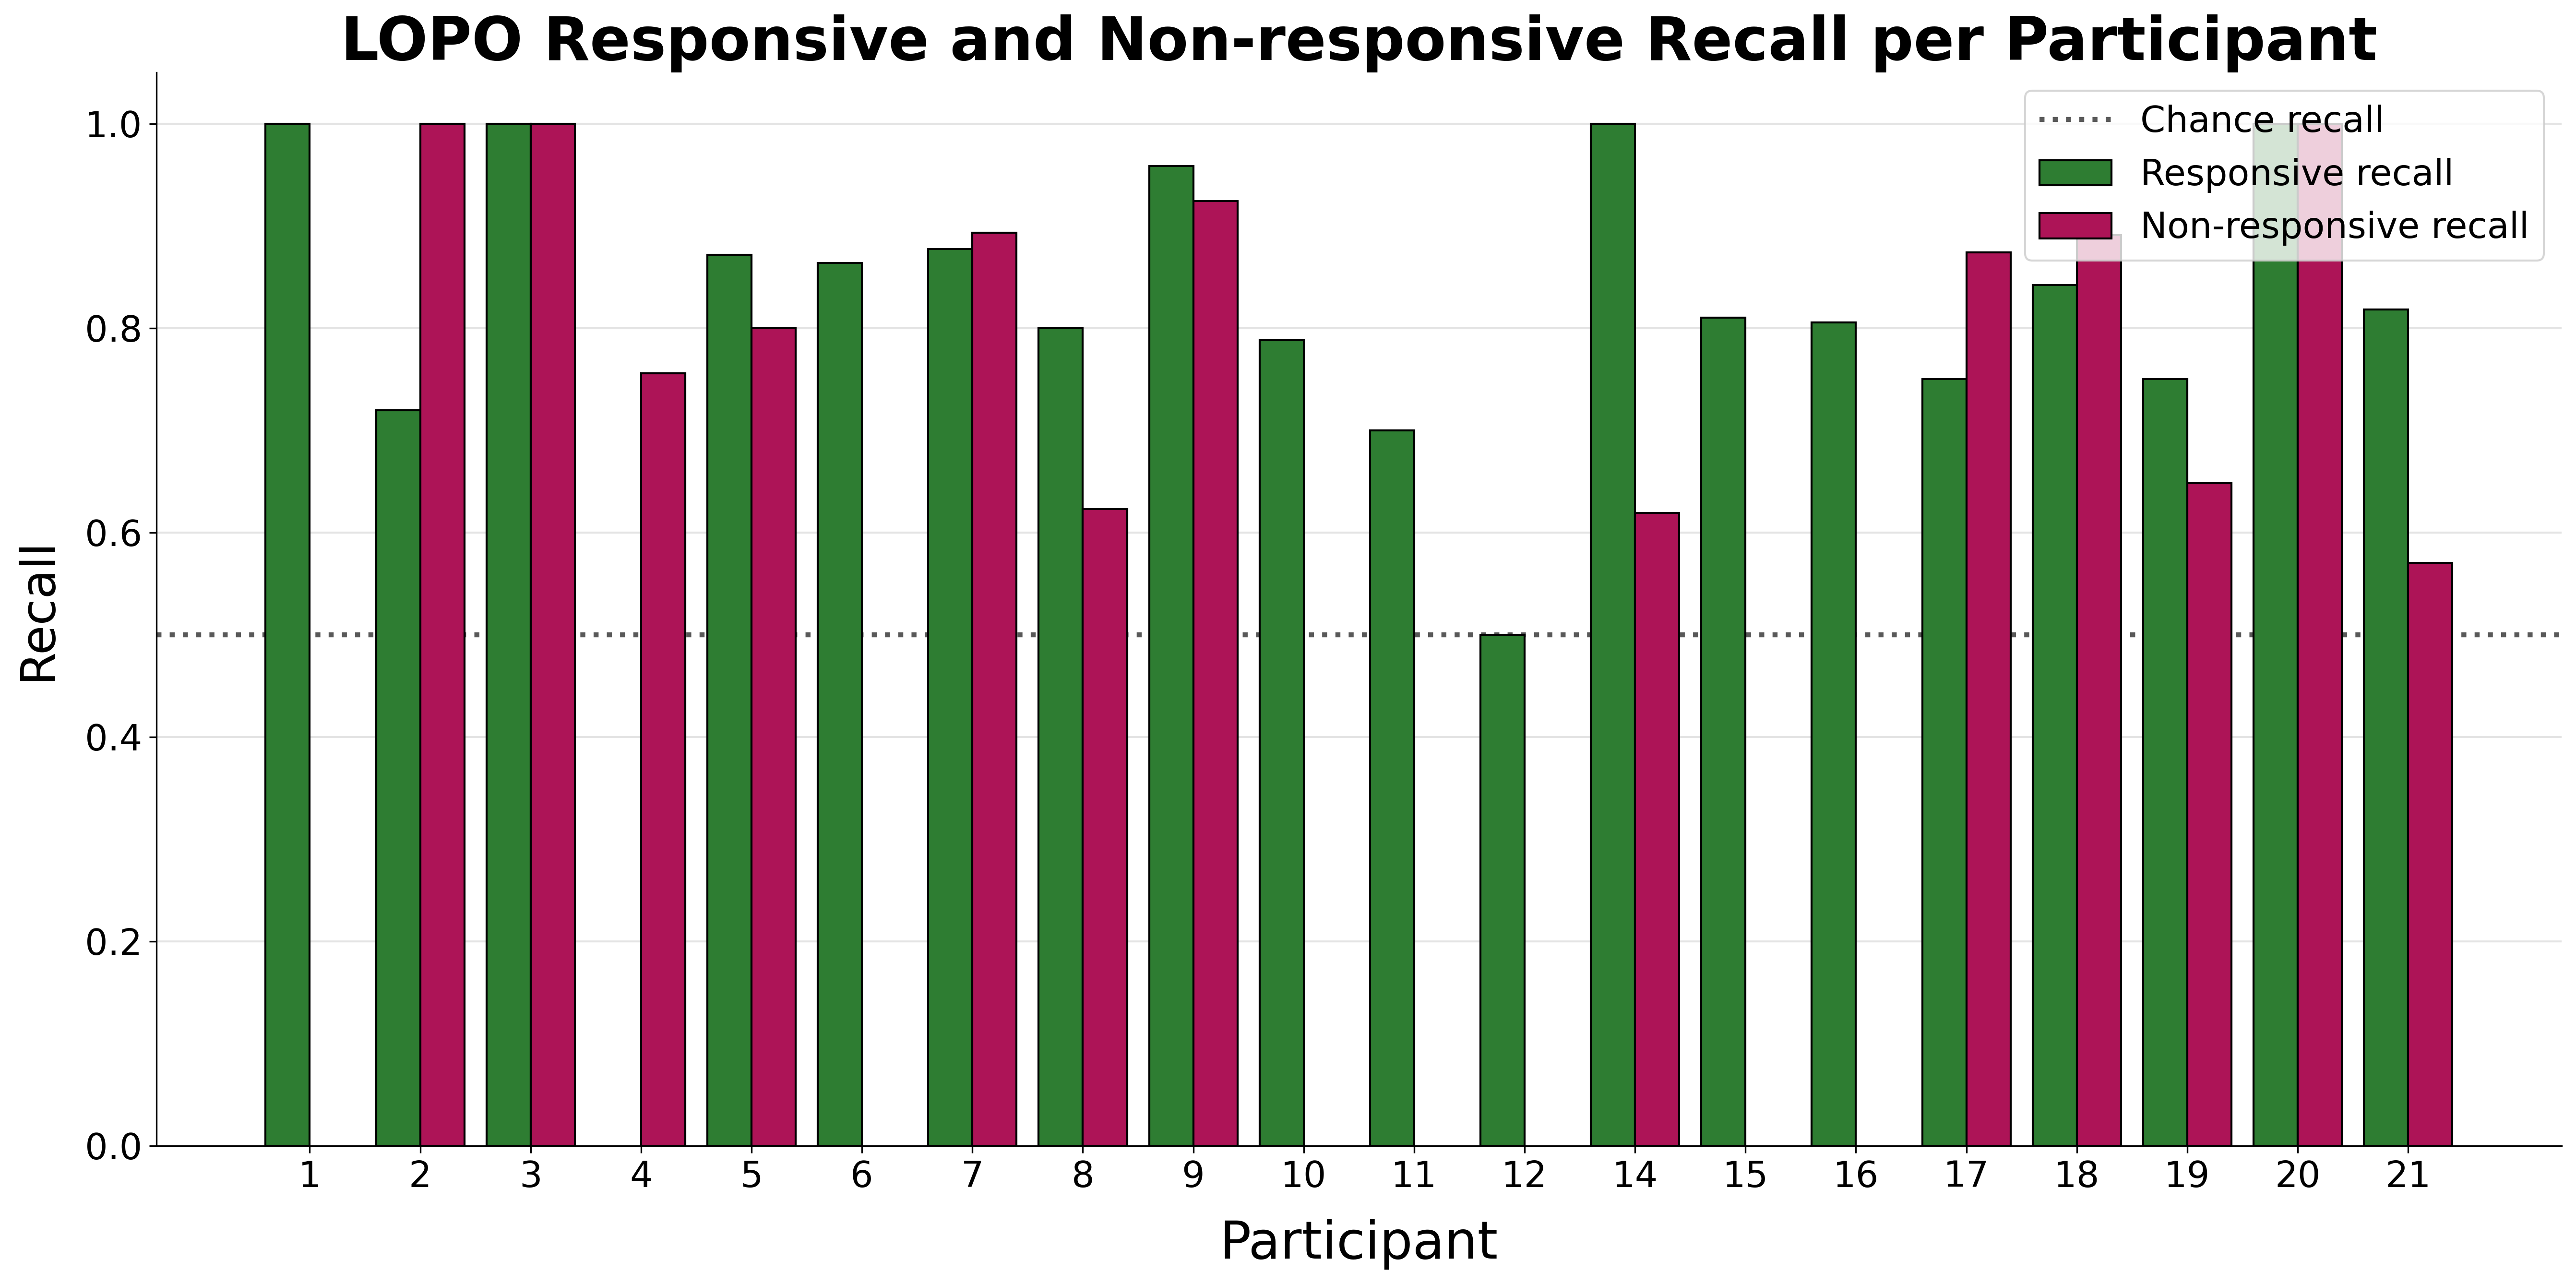 LOPO Responsive and Non-responsive Recall per Participant
Chance recall
Responsive recall
Non-responsive recall
1.0
0.8
0.6
0.4
0.2
0.0
Recall
1 2 3 4 5 6 7 8 9 10 11 12 14 15 16 17 18 19 20 21
Participant